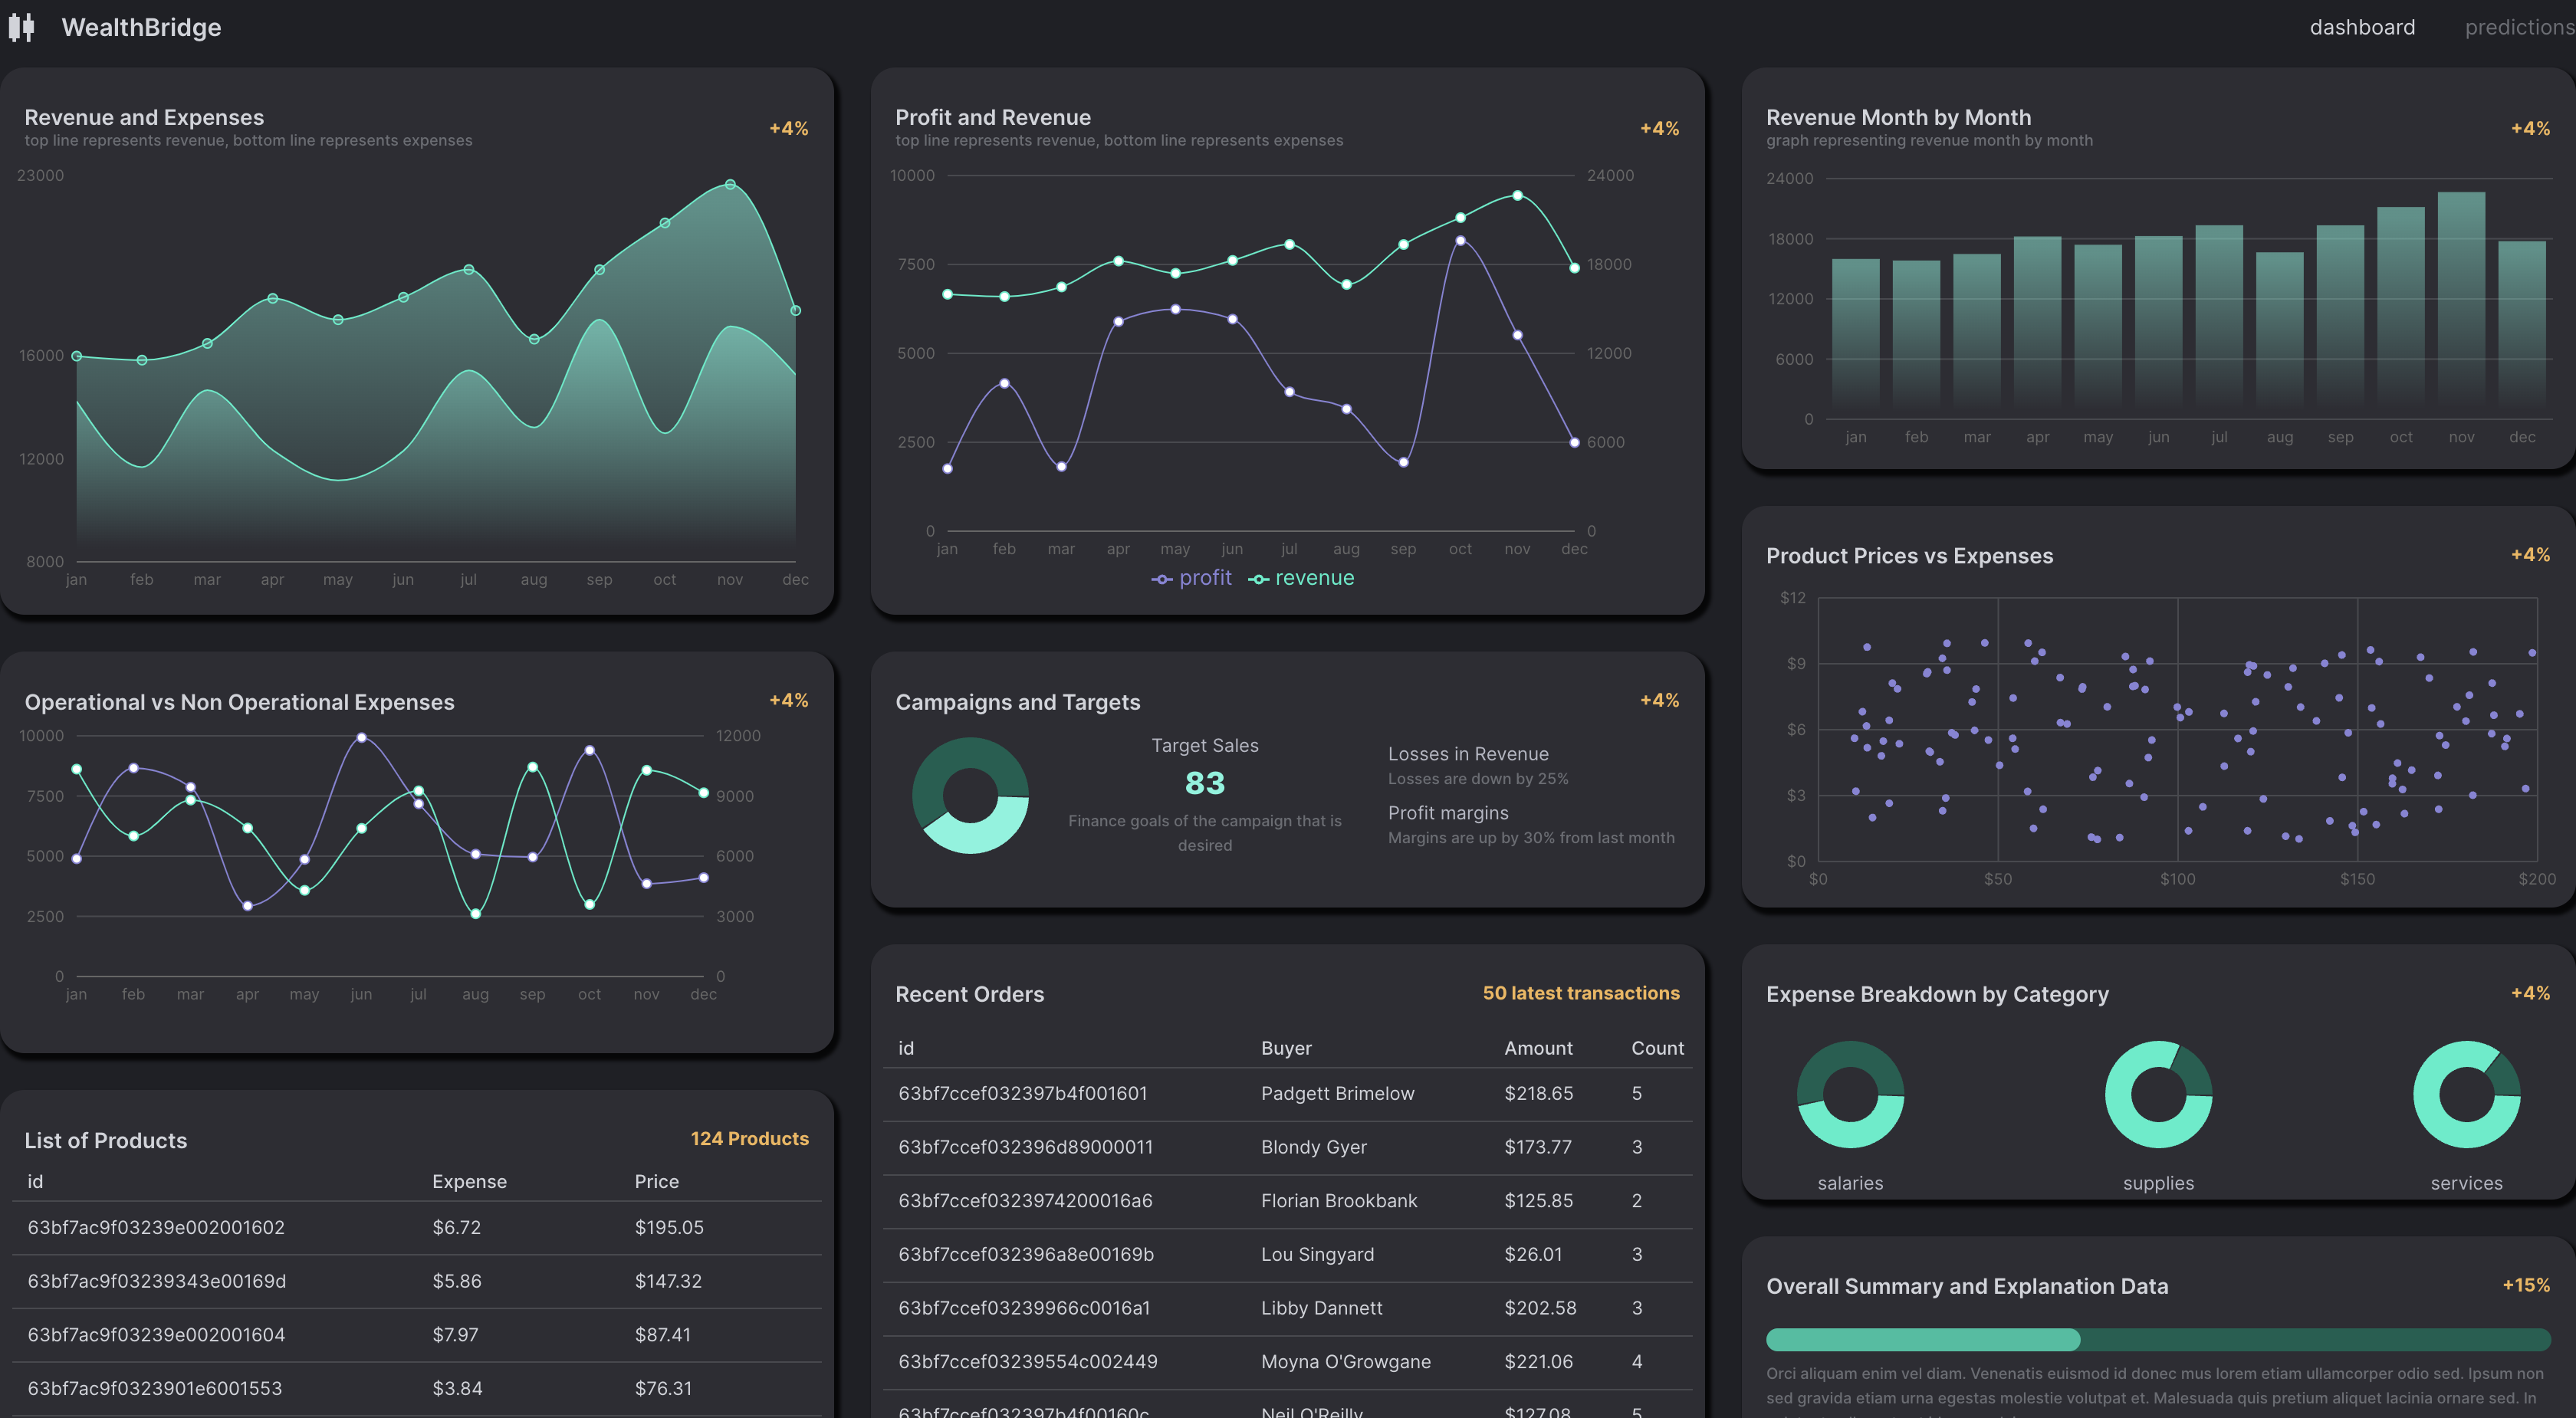 WealthBridge
dashboard
predictions
Revenue and Expenses
top line represents revenue, bottom line represents expenses
+4%
23000
16000
12000
8000
jan feb mar apr may jun jul aug sep oct nov dec
Profit and Revenue
top line represents revenue, bottom line represents expenses
+4%
10000
7500
5000
2500
0
24000
18000
12000
6000
0
jan feb mar apr may jun jul aug sep oct nov dec
profit revenue
Revenue Month by Month
graph representing revenue month by month
+4%
24000
18000
12000
6000
0
jan feb mar apr may jun jul aug sep oct nov dec
Operational vs Non Operational Expenses
+4%
10000
7500
5000
2500
0
12000
9000
6000
3000
0
jan feb mar apr may jun jul aug sep oct nov dec
Campaigns and Targets
+4%
Target Sales
83
Finance goals of the campaign that is
desired
Losses in Revenue
Losses are down by 25%
Profit margins
Margins are up by 30% from last month
Product Prices vs Expenses
+4%
$12
$9
$6
$3
$0
$0 $50 $100 $150 $200
List of Products
124 Products
id Expense Price
63bf7ac9f03239e002001602 $6.72 $195.05
63bf7ac9f03239343e00169d $5.86 $147.32
63bf7ac9f03239e002001604 $7.97 $87.41
63bf7ac9f0323901e6001553 $3.84 $76.31
Recent Orders
50 latest transactions
id Buyer Amount Count
63bf7ccef032397b4f001601 Padgett Brimelow $218.65 5
63bf7ccef032396d89000011 Blondy Gyer $173.77 3
63bf7ccef0323974200016a6 Florian Brookbank $125.85 2
63bf7ccef032396a8e00169b Lou Singyard $26.01 3
63bf7ccef03239966c0016a1 Libby Dannett $202.58 3
63bf7ccef03239554c002449 Moyna O'Growgane $221.06 4
63bf7ccef032397b4f00160c Neil O'Reilly $127.08 5
Expense Breakdown by Category
+4%
salaries supplies services
Overall Summary and Explanation Data
+15%
Orci aliquam enim vel diam. Venenatis euismod id donec mus lorem etiam ullamcorper odio sed. Ipsum non
sed gravida etiam urna egestas molestie volutpat et. Malesuada quis pretium aliquet lacinia ornare sed. In